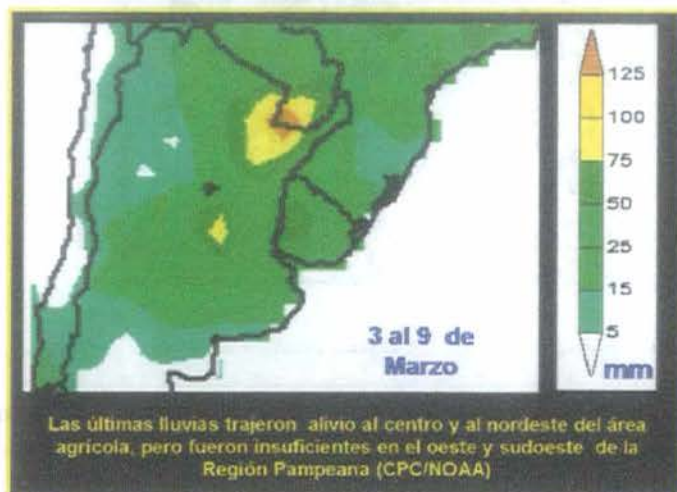 125
100
75
50
25
15
5
mm
3 al 9 de
Marzo
Las últimas lluvias trajeron alivio al centro y al nordeste del área
agrícola, pero fueron insuficientes en el oeste y sudoeste de la
Región Pampeana (CPC/NOAA)